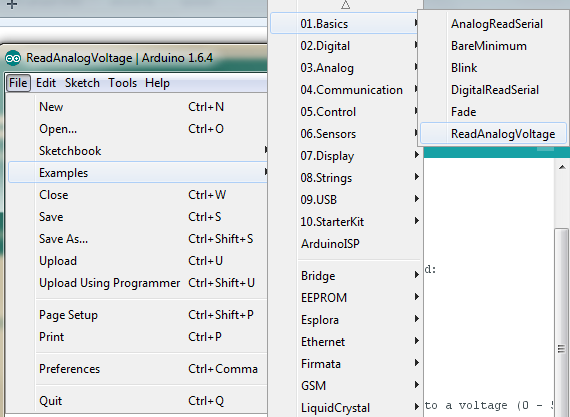 ReadAnalogVoltage | Arduino 1.6.4
File Edit Sketch Tools Help
New Ctrl+N
Open... Ctrl+O
Sketchbook
Examples
Close Ctrl+W
Save Ctrl+S
Save As... Ctrl+Shift+S
Upload Ctrl+U
Upload Using Programmer Ctrl+Shift+U
Page Setup Ctrl+Shift+P
Print Ctrl+P
Preferences Ctrl+Comma
Quit Ctrl+Q
01.Basics
02.Digital
03.Analog
04.Communication
05.Control
06.Sensors
07.Display
08.Strings
09.USB
10.StarterKit
ArduinoISP
Bridge
EEPROM
Esplora
Ethernet
Firmata
GSM
LiquidCrystal
AnalogReadSerial
BareMinimum
Blink
DigitalReadSerial
Fade
ReadAnalogVoltage
d:
to a voltage (0 - 5